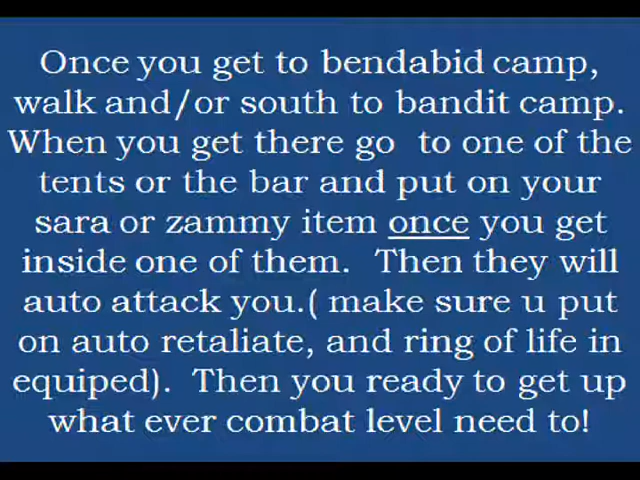 Once you get to bendabid camp,
walk and/or south to bandit camp.
When you get there go to one of the
tents or the bar and put on your
sara or zammy item once you get
inside one of them. Then they will
auto attack you.( make sure u put
on auto retaliate, and ring of life in
equiped). Then you ready to get up
what ever combat level need to!